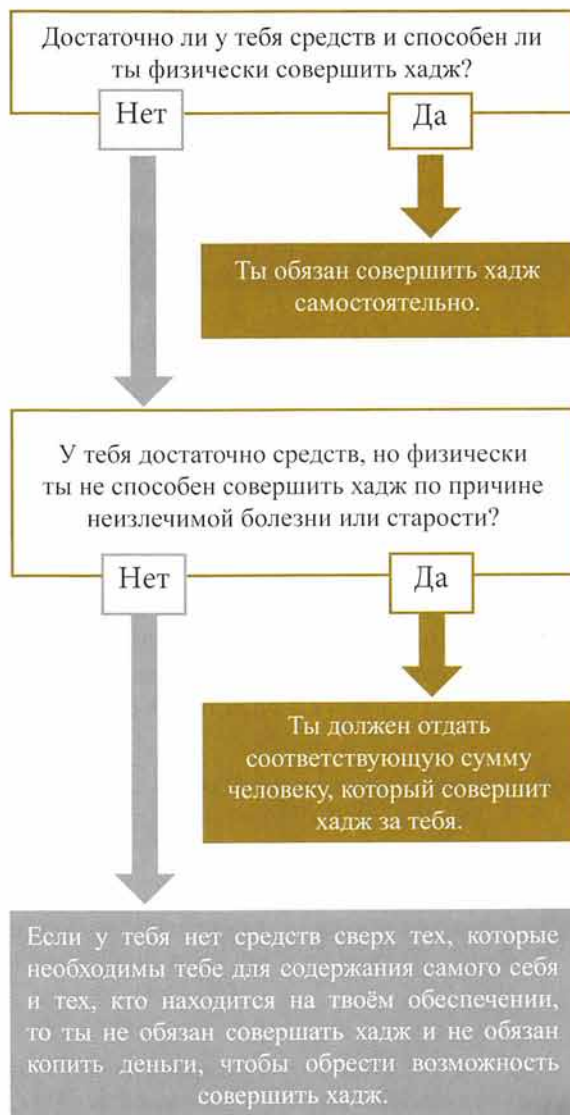 Достаточно ли у тебя средств и способен ли
ты физически совершить хадж?
Нет
Да
Ты обязан совершить хадж
самостоятельно.
У тебя достаточно средств, но физически
ты не способен совершить хадж по причине
неизлечимой болезни или старости?
Нет
Да
Ты должен отдать
соответствующую сумму
человеку, который совершит
хадж за тебя.
Если у тебя нет средств сверх тех, которые
необходимы тебе для содержания самого себя
и тех, кто находится на твоём обеспечении,
то ты не обязан совершать хадж и не обязан
копить деньги, чтобы обрести возможность
совершить хадж.